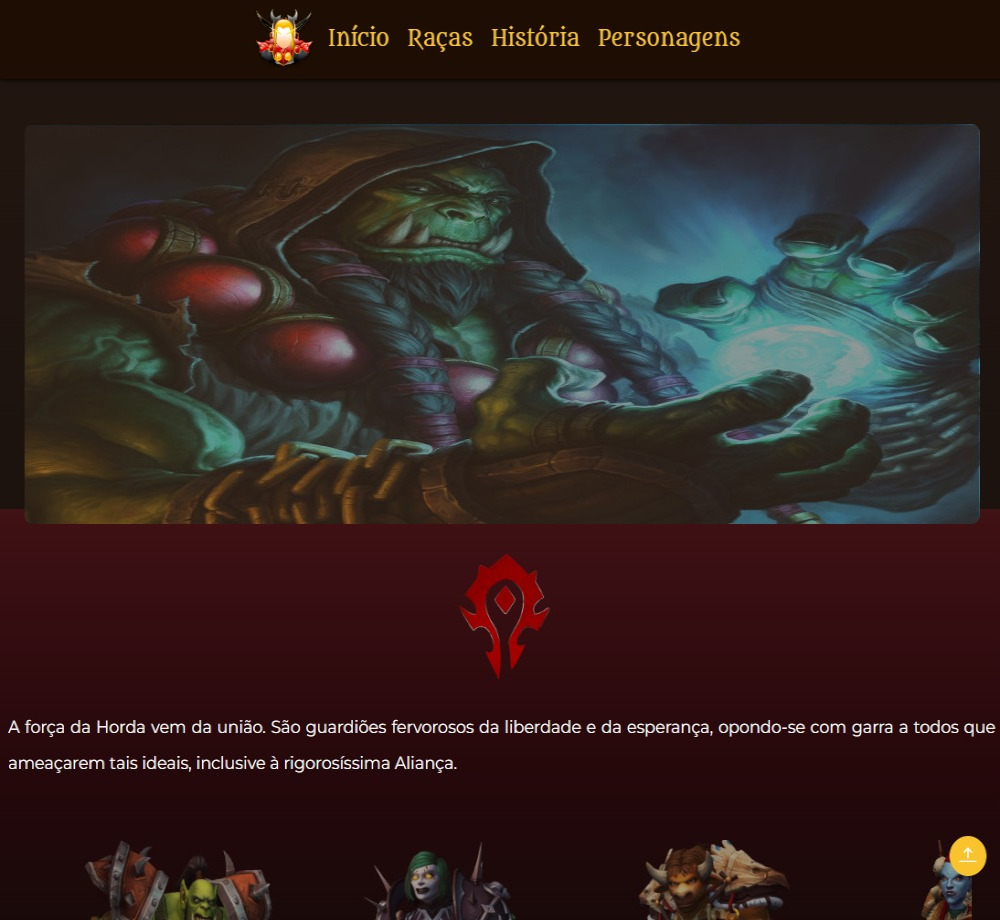 Início Raças História Personagens
A força da Horda vem da união. São guardiões fervorosos da liberdade e da esperança, opondo-se com garra a todos que
ameaçarem tais ideais, inclusive à rigorosíssima Aliança.